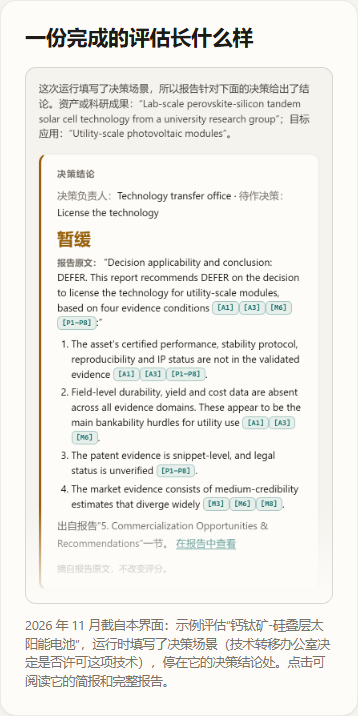 一份完成的评估长什么样
这次运行填写了决策场景，所以报告针对下面的决策给出了结
论。资产或科研成果：“Lab-scale perovskite-silicon tandem
solar cell technology from a university research group”；目标
应用：“Utility-scale photovoltaic modules”。
决策结论
决策负责人：Technology transfer office · 待作决策：
License the technology
暂缓
报告原文：“Decision applicability and conclusion:
DEFER. This report recommends DEFER on the decision
to license the technology for utility-scale modules,
based on four evidence conditions [A1] [A3] [M6]
[P1–P8]:”
1. The asset's certified performance, stability protocol,
reproducibility and IP status are not in the validated
evidence [A1] [A3] [P1–P8].
2. Field-level durability, yield and cost data are absent
across all evidence domains. These appear to be the
main bankability hurdles for utility use [A1] [A3]
[M6].
3. The patent evidence is snippet-level, and legal
status is unverified [P1–P8].
4. The market evidence consists of medium-credibility
estimates that diverge widely [M3] [M6] [M8].
出自报告“5. Commercialization Opportunities &
Recommendations”一节。 在报告中查看
摘自报告原文，不改变评分。
2026 年 11 月截自本界面：示例评估“钙钛矿-硅叠层太
阳能电池”，运行时填写了决策场景（技术转移办公室决
定是否许可这项技术），停在它的决策结论处。点击可
阅读它的简报和完整报告。